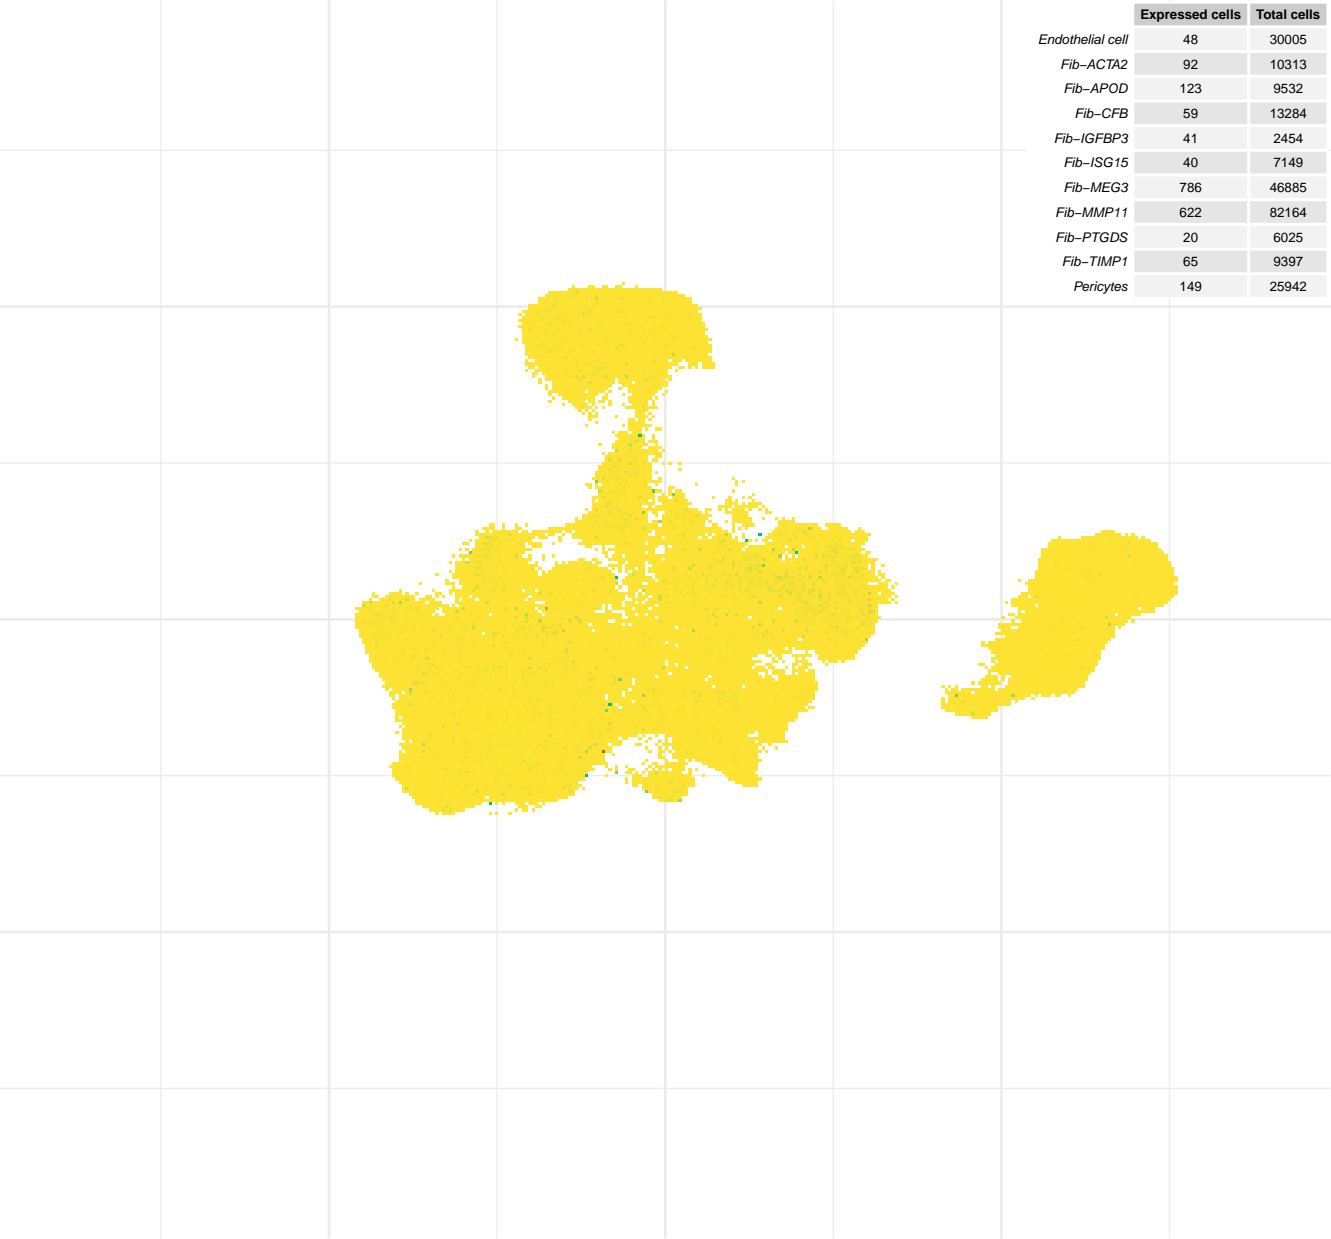 Expressed cells Total cells
Endothelial cell 48 30005
Fib−ACTA2 92 10313
Fib−APOD 123 9532
Fib−CFB 59 13284
Fib−IGFBP3 41 2454
Fib−ISG15 40 7149
Fib−MEG3 786 46885
Fib−MMP11 622 82164
Fib−PTGDS 20 6025
Fib−TIMP1 65 9397
Pericytes 149 25942